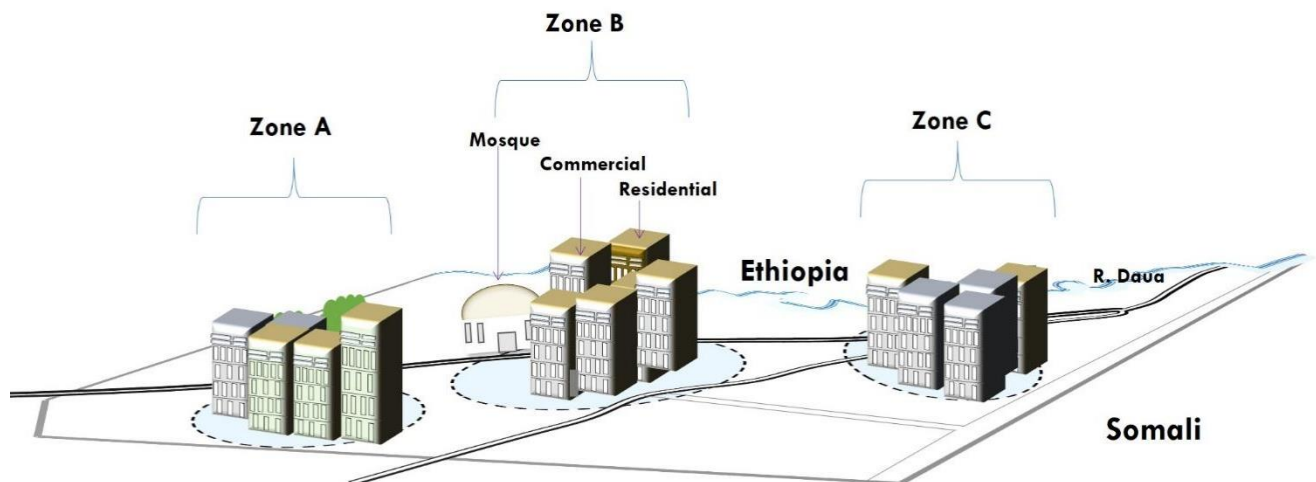 Zone B
Zone A
Zone C
Mosque
Commercial
Residential
Ethiopia
R. Daua
Somali